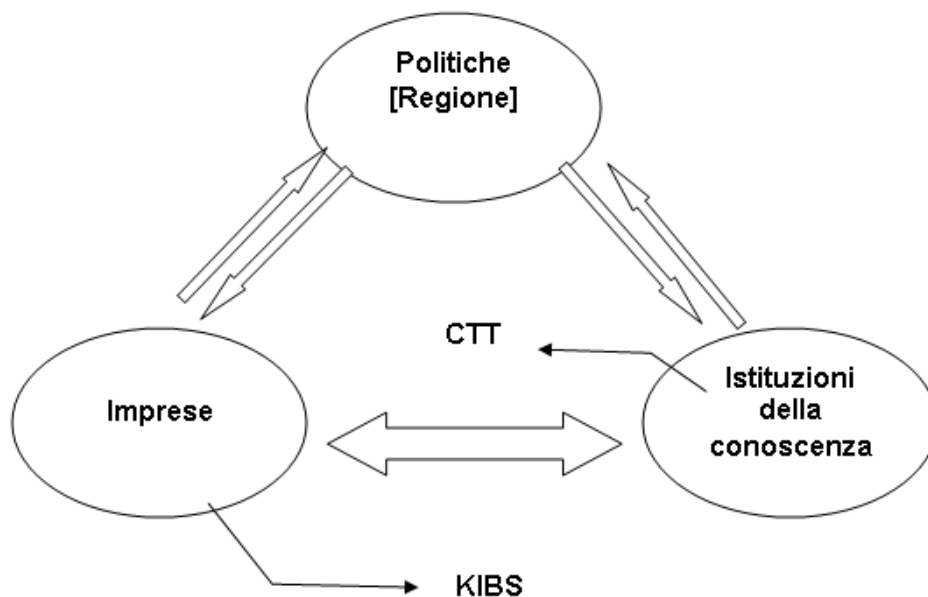 Politiche
[Regione]
CTT
Imprese
Istituzioni
della
conoscenza
KIBS